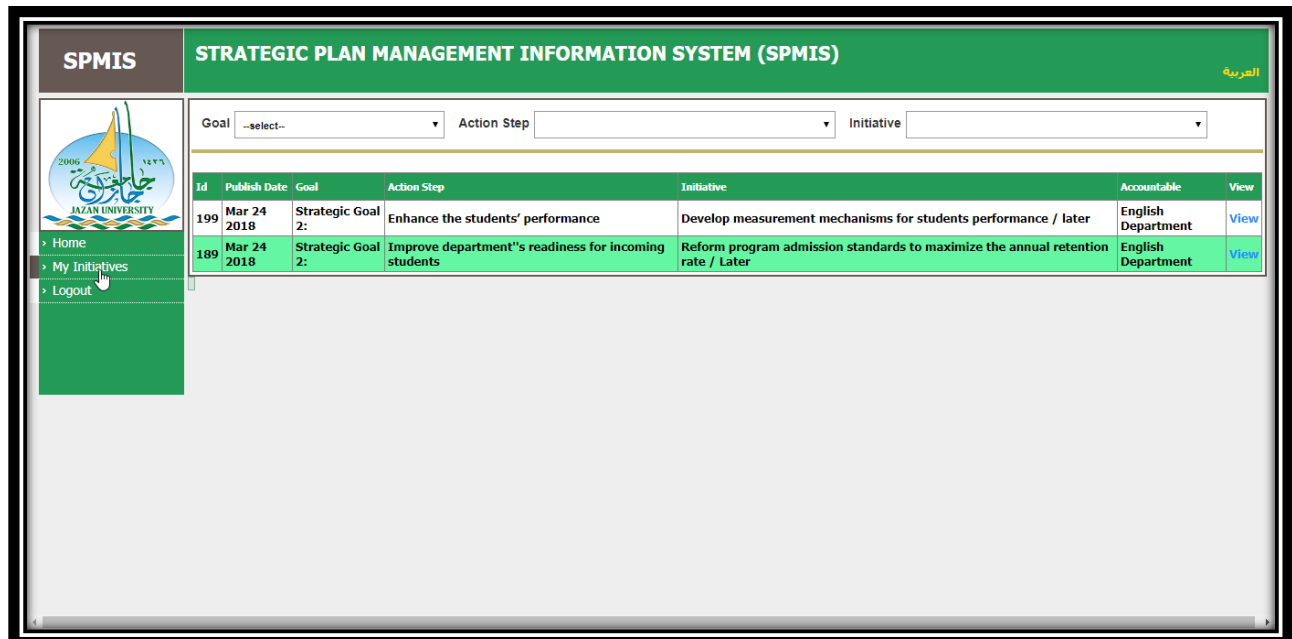 SPMIS
STRATEGIC PLAN MANAGEMENT INFORMATION SYSTEM (SPMIS)
العربية
2006 ١٤٢٦
جامعة جازان
JAZAN UNIVERSITY
› Home
› My Initiatives
› Logout
Goal --select-- Action Step Initiative
Id Publish Date Goal Action Step Initiative Accountable View
199 Mar 24 2018 Strategic Goal 2: Enhance the students' performance Develop measurement mechanisms for students performance / later English Department View
189 Mar 24 2018 Strategic Goal 2: Improve department"s readiness for incoming students Reform program admission standards to maximize the annual retention rate / Later English Department View